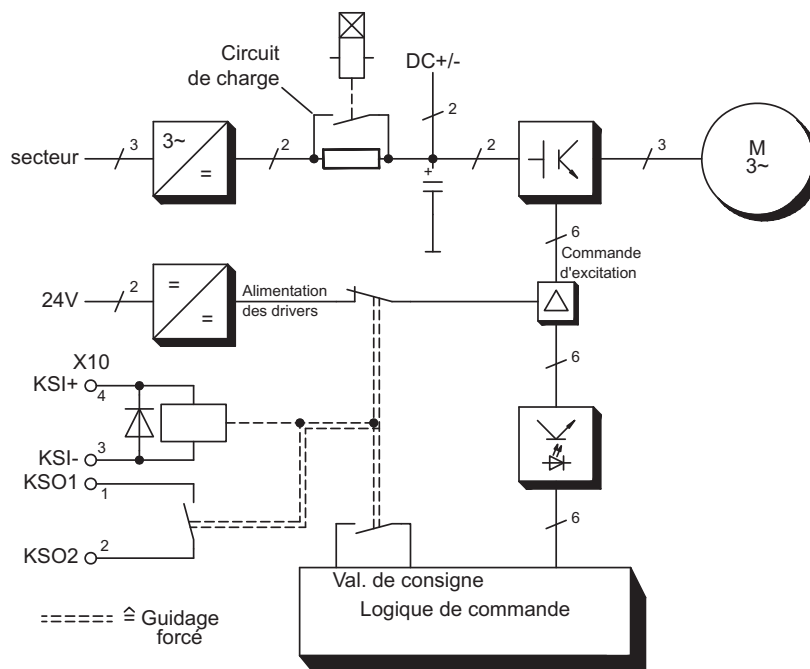 Circuit
de charge
DC+/-
2
secteur
3
3~
=
2
+
2
3
M
3~
6
Commande
d'excitation
24V
2
=
=
Alimentation
des drivers
6
X10
KSI+
4
KSI-
3
KSO1
1
KSO2
2
6
Val. de consigne
Logique de commande
≙ Guidage
forcé